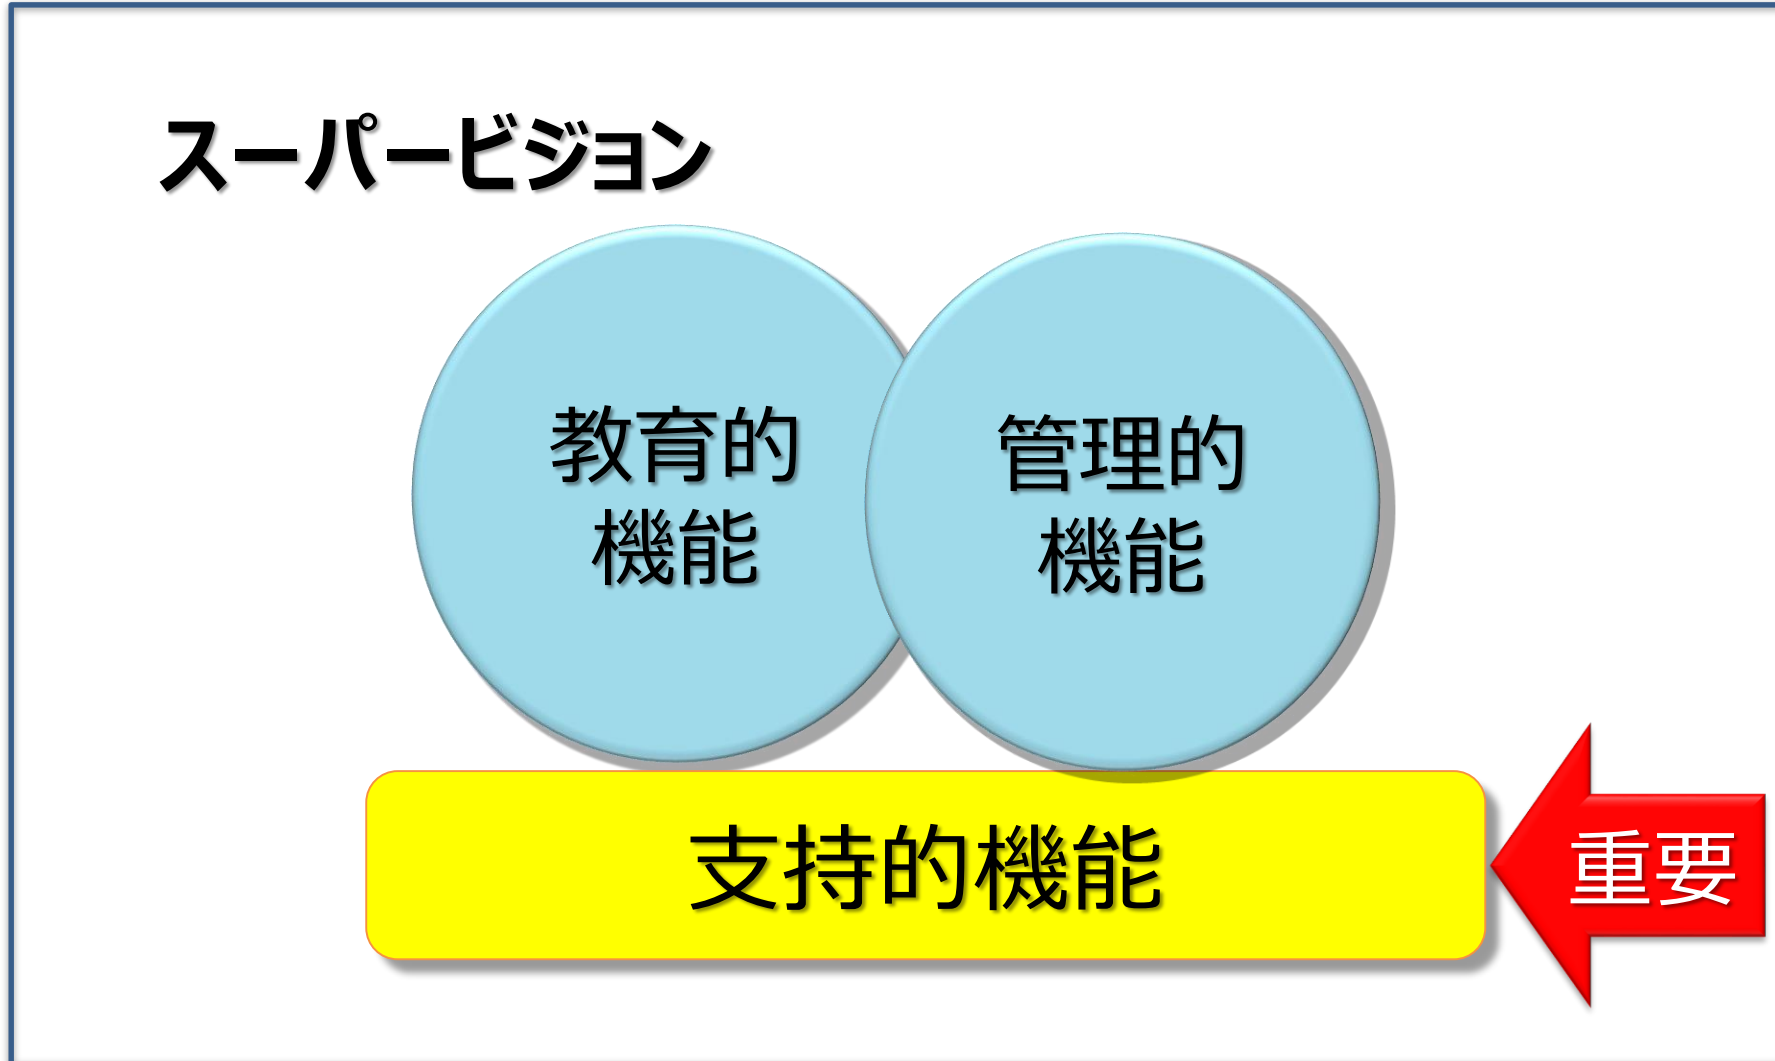 スーパービジョン
教育的
機能
管理的
機能
支持的機能
重要